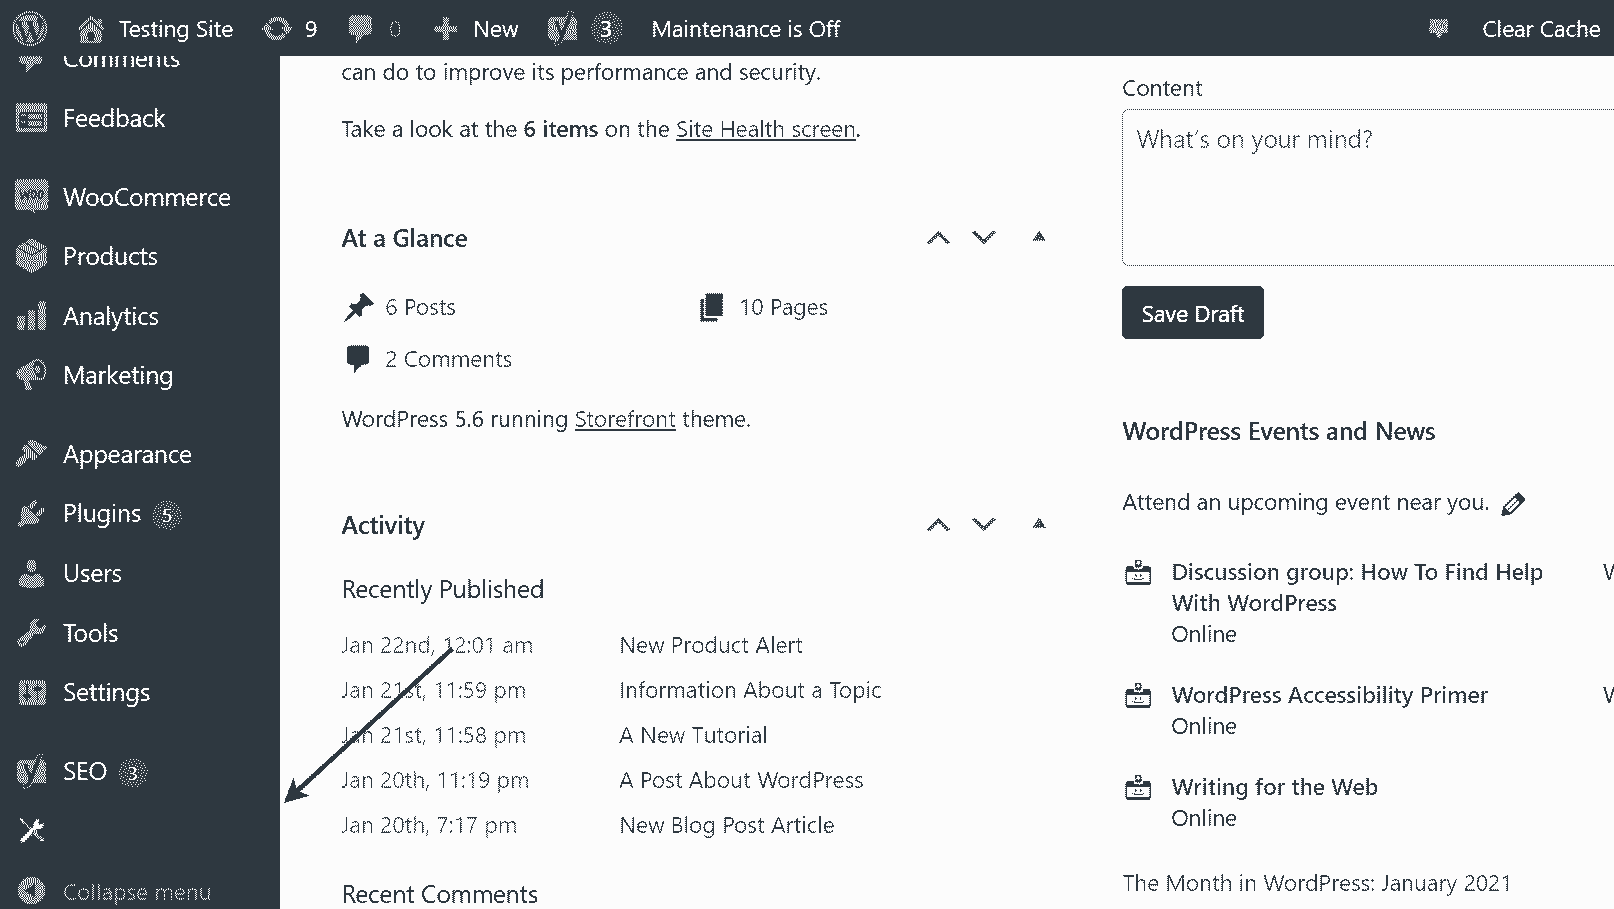 Testing Site
9
0
New
3
Maintenance is Off
Clear Cache
Comments
Feedback
WooCommerce
Products
Analytics
Marketing
Appearance
Plugins 5
Users
Tools
Settings
SEO 3
Collapse menu
can do to improve its performance and security.
Take a look at the 6 items on the Site Health screen.
At a Glance
6 Posts
10 Pages
2 Comments
WordPress 5.6 running Storefront theme.
Activity
Recently Published
Jan 22nd, 12:01 am New Product Alert
Jan 21st, 11:59 pm Information About a Topic
Jan 21st, 11:58 pm A New Tutorial
Jan 20th, 11:19 pm A Post About WordPress
Jan 20th, 7:17 pm New Blog Post Article
Recent Comments
Content
What's on your mind?
Save Draft
WordPress Events and News
Attend an upcoming event near you.
Discussion group: How To Find Help
With WordPress
Online
WordPress Accessibility Primer
Online
Writing for the Web
Online
The Month in WordPress: January 2021